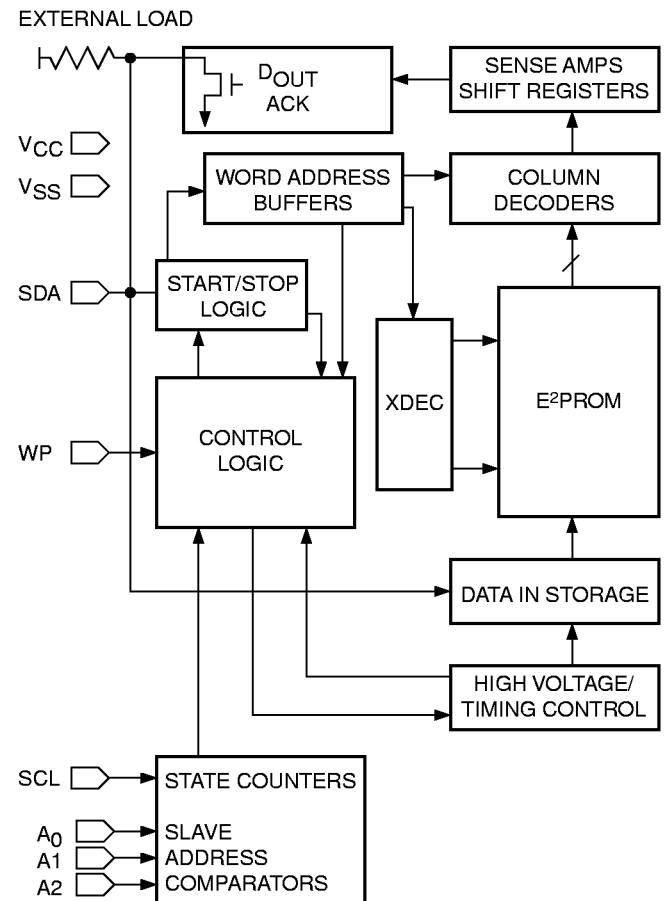 EXTERNAL LOAD
DOUT
ACK
SENSE AMPS
SHIFT REGISTERS
VCC
VSS
WORD ADDRESS
BUFFERS
COLUMN
DECODERS
SDA
START/STOP
LOGIC
XDEC
E²PROM
WP
CONTROL
LOGIC
DATA IN STORAGE
HIGH VOLTAGE/
TIMING CONTROL
SCL
STATE COUNTERS
A0
SLAVE
A1
ADDRESS
A2
COMPARATORS